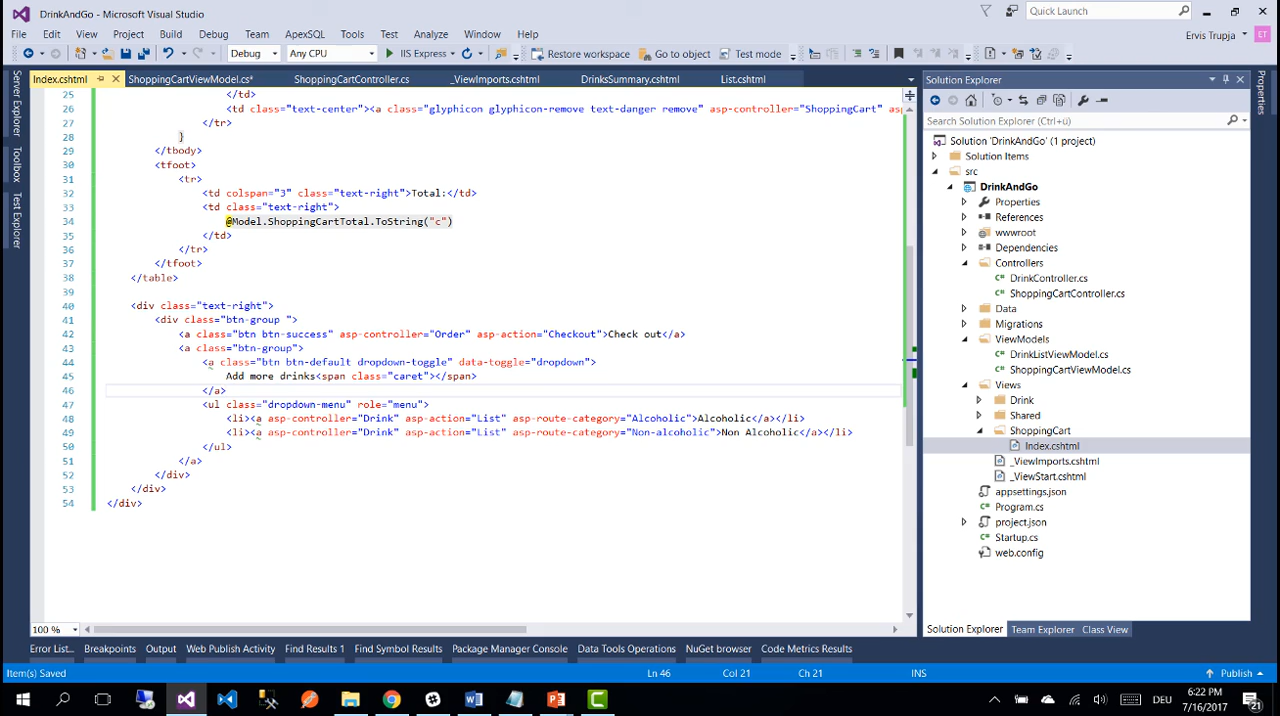 DrinkAndGo - Microsoft Visual Studio
Quick Launch
File Edit View Project Build Debug Team ApexSQL Tools Test Analyze Window Help
Ervis Trupja ET
Debug Any CPU IIS Express Restore workspace Go to object Test mode
Index.cshtml ShoppingCartViewModel.cs* ShoppingCartController.cs _ViewImports.cshtml DrinksSummary.cshtml List.cshtml
Server Explorer
Toolbox
Test Explorer
25 </td>
26 <td class="text-center"><a class="glyphicon glyphicon-remove text-danger remove" asp-controller="ShoppingCart" as
27 </tr>
28 }
29 </tbody>
30 <tfoot>
31 <tr>
32 <td colspan="3" class="text-right">Total:</td>
33 <td class="text-right">
34 @Model.ShoppingCartTotal.ToString("c")
35 </td>
36 </tr>
37 </tfoot>
38 </table>
39
40 <div class="text-right">
41 <div class="btn-group ">
42 <a class="btn btn-success" asp-controller="Order" asp-action="Checkout">Check out</a>
43 <a class="btn-group">
44 <a class="btn btn-default dropdown-toggle" data-toggle="dropdown">
45 Add more drinks<span class="caret"></span>
46 </a>
47 <ul class="dropdown-menu" role="menu">
48 <li><a asp-controller="Drink" asp-action="List" asp-route-category="Alcoholic">Alcoholic</a></li>
49 <li><a asp-controller="Drink" asp-action="List" asp-route-category="Non-alcoholic">Non Alcoholic</a></li>
50 </ul>
51 </a>
52 </div>
53 </div>
54 </div>
100 %
Solution Explorer
Search Solution Explorer (Ctrl+ü)
Solution 'DrinkAndGo' (1 project)
Solution Items
src
DrinkAndGo
Properties
References
wwwroot
Dependencies
Controllers
DrinkController.cs
ShoppingCartController.cs
Data
Migrations
ViewModels
DrinkListViewModel.cs
ShoppingCartViewModel.cs
Views
Drink
Shared
ShoppingCart
Index.cshtml
_ViewImports.cshtml
_ViewStart.cshtml
appsettings.json
Program.cs
project.json
Startup.cs
web.config
Solution Explorer Team Explorer Class View
Properties
Error List... Breakpoints Output Web Publish Activity Find Results 1 Find Symbol Results Package Manager Console Data Tools Operations NuGet browser Code Metrics Results
Item(s) Saved Ln 46 Col 21 Ch 21 INS Publish
DEU
6:22 PM
7/16/2017
21